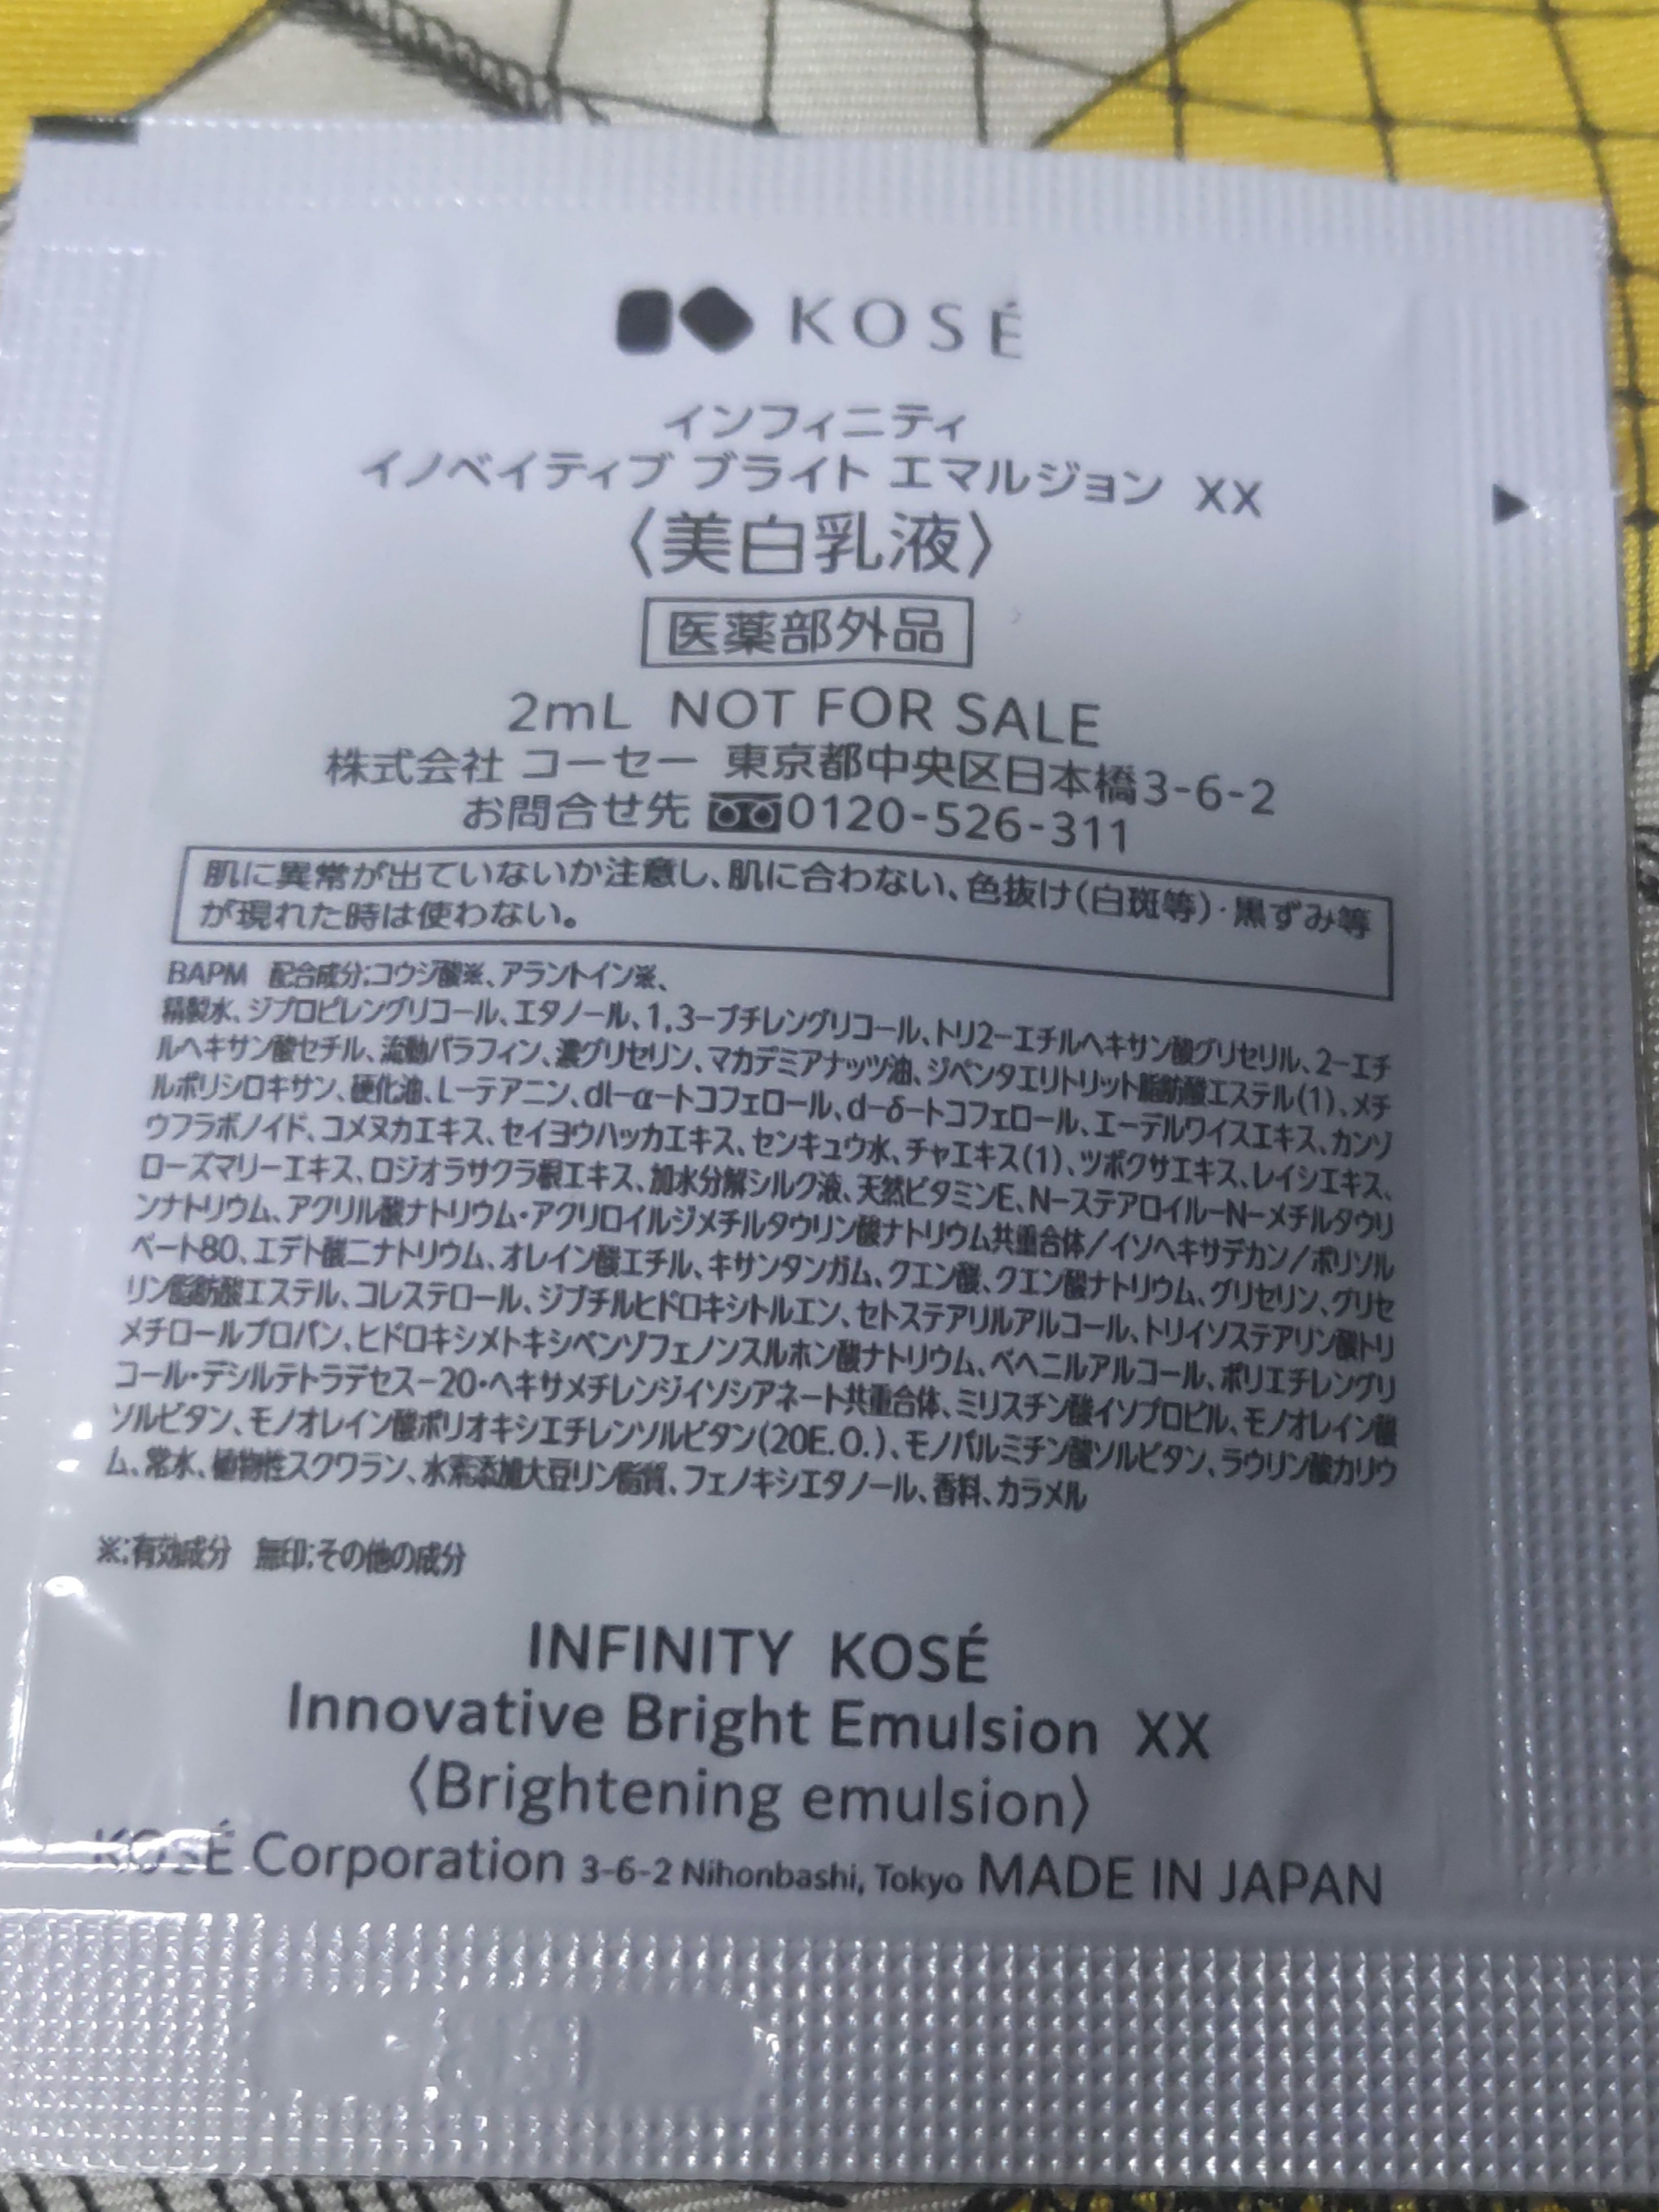 KOSÉ
インフィニティ
イノベイティブ ブライト エマルジョン XX
〈美白乳液〉
医薬部外品
2mL NOT FOR SALE
株式会社 コーセー 東京都中央区日本橋3-6-2
お問合せ先 0120-526-311
肌に異常が出ていないか注意し、肌に合わない、色抜け(白斑等)・黒ずみ等
が現れた時は使わない。
BAPM 配合成分:コウジ酸※、アラントイン※、
精製水、ジプロピレングリコール、エタノール、1,3-ブチレングリコール、トリ2-エチルヘキサン酸グリセリル、2-エチ
ルヘキサン酸セチル、流動パラフィン、濃グリセリン、マカデミアナッツ油、ジペンタエリトリット脂肪酸エステル(1)、メチ
ルポリシロキサン、硬化油、L-テアニン、dl-α-トコフェロール、d-δ-トコフェロール、エーデルワイスエキス、カンゾ
ウフラボノイド、コメヌカエキス、セイヨウハッカエキス、センキュウ水、チャエキス(1)、ツボクサエキス、レイシエキス、
ローズマリーエキス、ロジオラサクラ根エキス、加水分解シルク液、天然ビタミンE、N-ステアロイル-N-メチルタウリ
ンナトリウム、アクリル酸ナトリウム・アクリロイルジメチルタウリン酸ナトリウム共重合体/イソヘキサデカン/ポリソル
ベート80、エデト酸二ナトリウム、オレイン酸エチル、キサンタンガム、クエン酸、クエン酸ナトリウム、グリセリン、グリセ
リン脂肪酸エステル、コレステロール、ジブチルヒドロキシトルエン、セトステアリルアルコール、トリイソステアリン酸トリ
メチロールプロパン、ヒドロキシメトキシベンゾフェノンスルホン酸ナトリウム、ベヘニルアルコール、ポリエチレングリ
コール・デシルテトラデセス-20・ヘキサメチレンジイソシアネート共重合体、ミリスチン酸イソプロピル、モノオレイン酸
ソルビタン、モノオレイン酸ポリオキシエチレンソルビタン(20E.O.)、モノパルミチン酸ソルビタン、ラウリン酸カリウ
ム、常水、植物性スクワラン、水素添加大豆リン脂質、フェノキシエタノール、香料、カラメル
※:有効成分 無印:その他の成分
INFINITY KOSÉ
Innovative Bright Emulsion XX
〈Brightening emulsion〉
KOSÉ Corporation 3-6-2 Nihonbashi, Tokyo MADE IN JAPAN